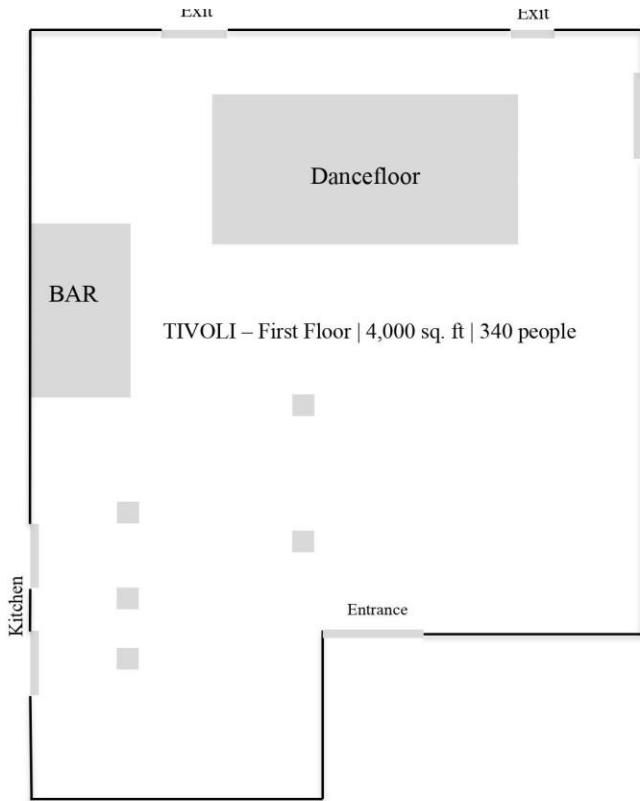 Exit
Exit
Dancefloor
BAR
TIVOLI – First Floor | 4,000 sq. ft | 340 people
Kitchen
Entrance